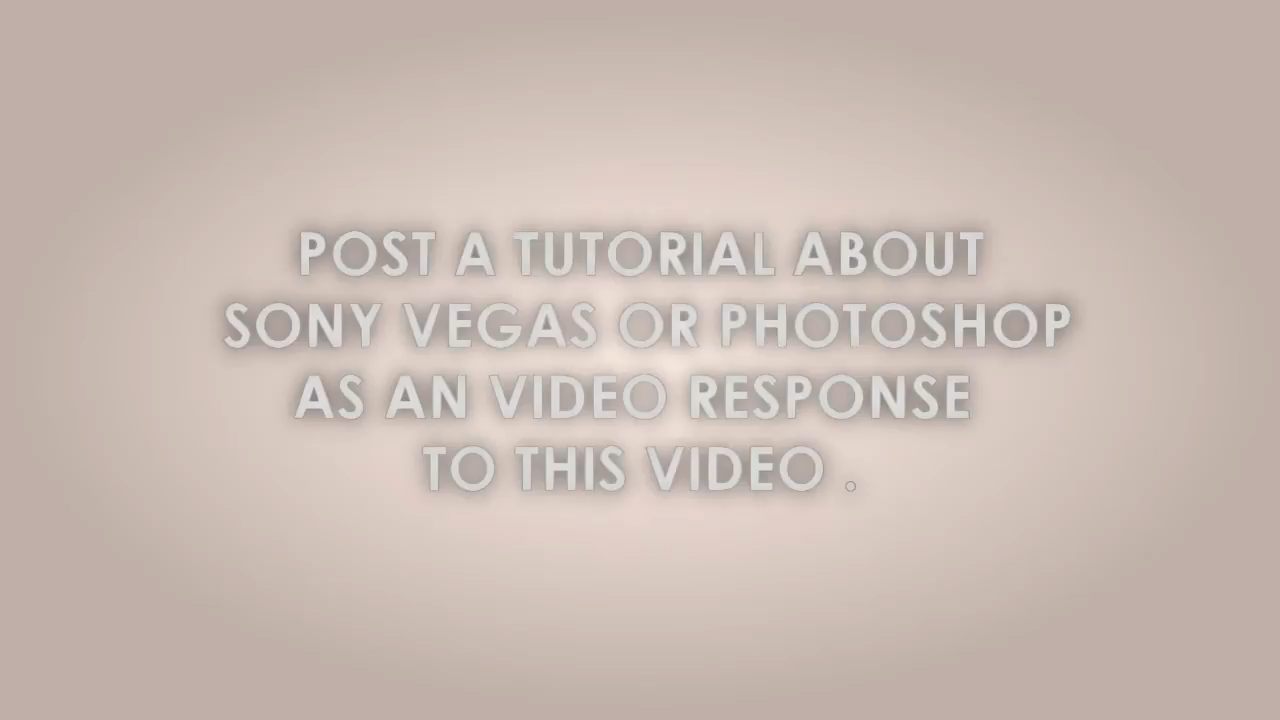 POST A TUTORIAL ABOUT
SONY VEGAS OR PHOTOSHOP
AS AN VIDEO RESPONSE
TO THIS VIDEO .